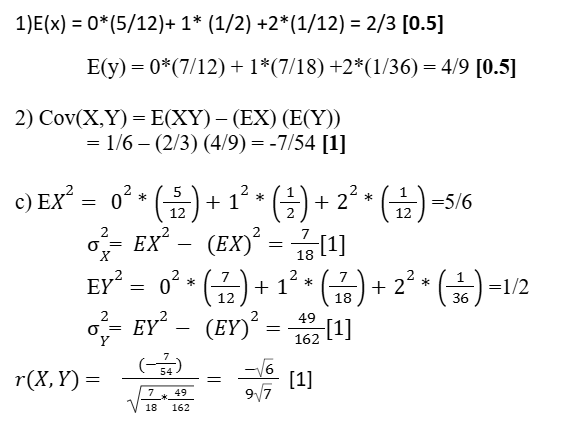 1)E(x) = 0*(5/12)+ 1* (1/2) +2*(1/12) = 2/3 [0.5]
E(y) = 0*(7/12) + 1*(7/18) +2*(1/36) = 4/9 [0.5]
2) Cov(X,Y) = E(XY) – (EX) (E(Y))
= 1/6 – (2/3) (4/9) = -7/54 [1]
c) EX² = 0² * (5/12) + 1² * (1/2) + 2² * (1/12) =5/6
σ²_X = EX² − (EX)² = 7/18 [1]
EY² = 0² * (7/12) + 1² * (7/18) + 2² * (1/36) =1/2
σ²_Y = EY² − (EY)² = 49/162 [1]
r(X,Y) = (−7/54) / √(7/18 * 49/162) = −√6 / 9√7 [1]